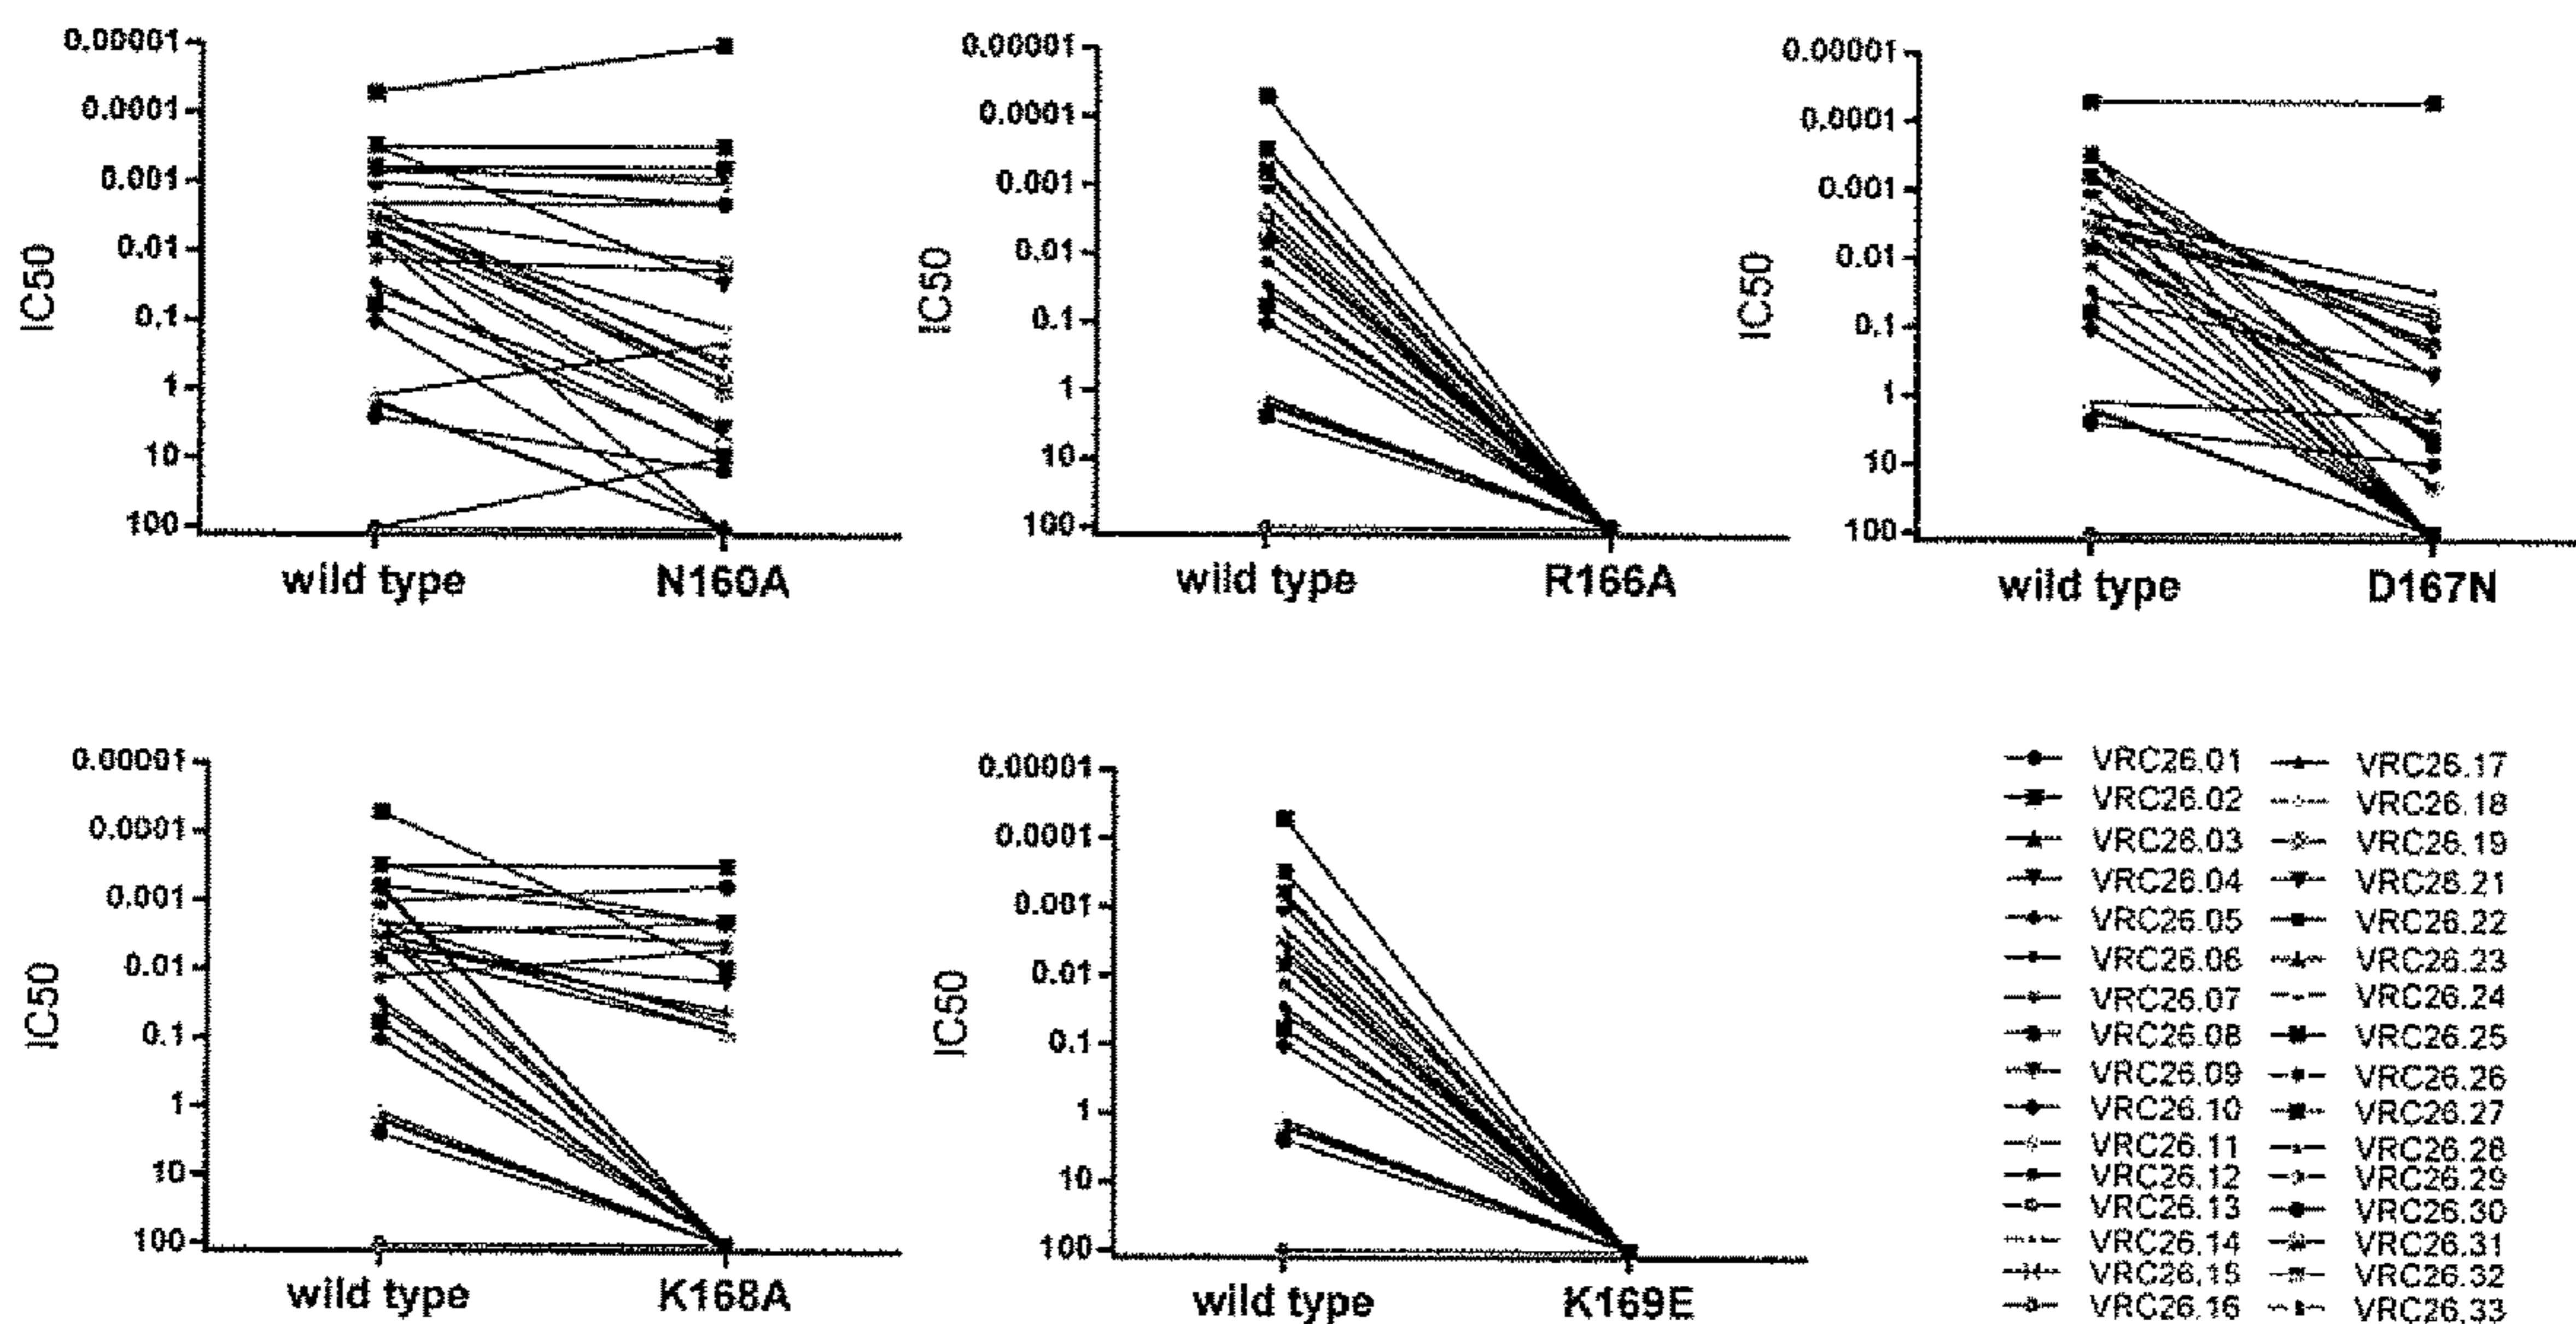 0.00001
0.0001
0.001
0.01
0.1
1
10
100
IC50
wild type N160A
0.00001
0.0001
0.001
0.01
0.1
1
10
100
IC50
wild type R166A
0.00001
0.0001
0.001
0.01
0.1
1
10
100
IC50
wild type D167N
0.00001
0.0001
0.001
0.01
0.1
1
10
100
IC50
wild type K168A
0.00001
0.0001
0.001
0.01
0.1
1
10
100
IC50
wild type K169E
VRC26.01 VRC26.17
VRC26.02 VRC26.18
VRC26.03 VRC26.19
VRC26.04 VRC26.21
VRC26.05 VRC26.22
VRC26.06 VRC26.23
VRC26.07 VRC26.24
VRC26.08 VRC26.25
VRC26.09 VRC26.26
VRC26.10 VRC26.27
VRC26.11 VRC26.28
VRC26.12 VRC26.29
VRC26.13 VRC26.30
VRC26.14 VRC26.31
VRC26.15 VRC26.32
VRC26.16 VRC26.33